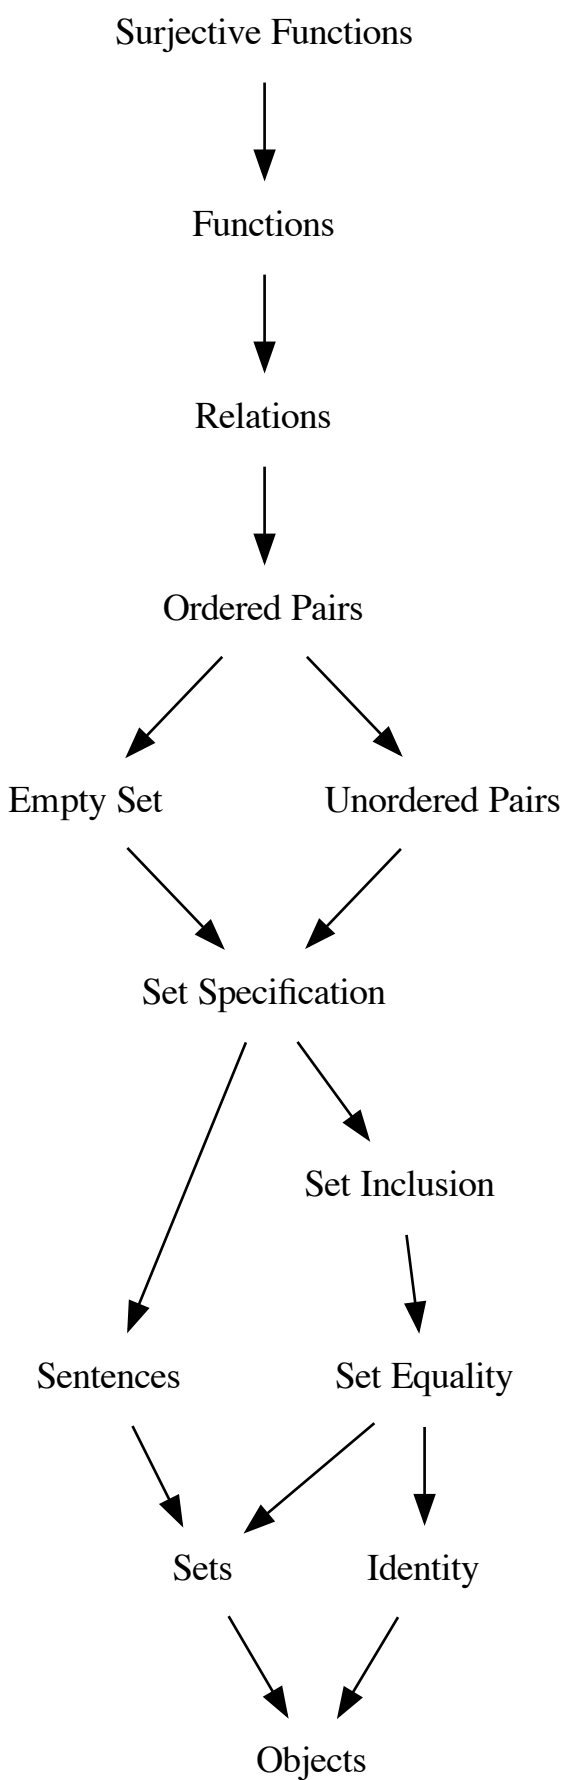 Surjective Functions
Functions
Relations
Ordered Pairs
Empty Set
Unordered Pairs
Set Specification
Set Inclusion
Sentences
Set Equality
Sets
Identity
Objects